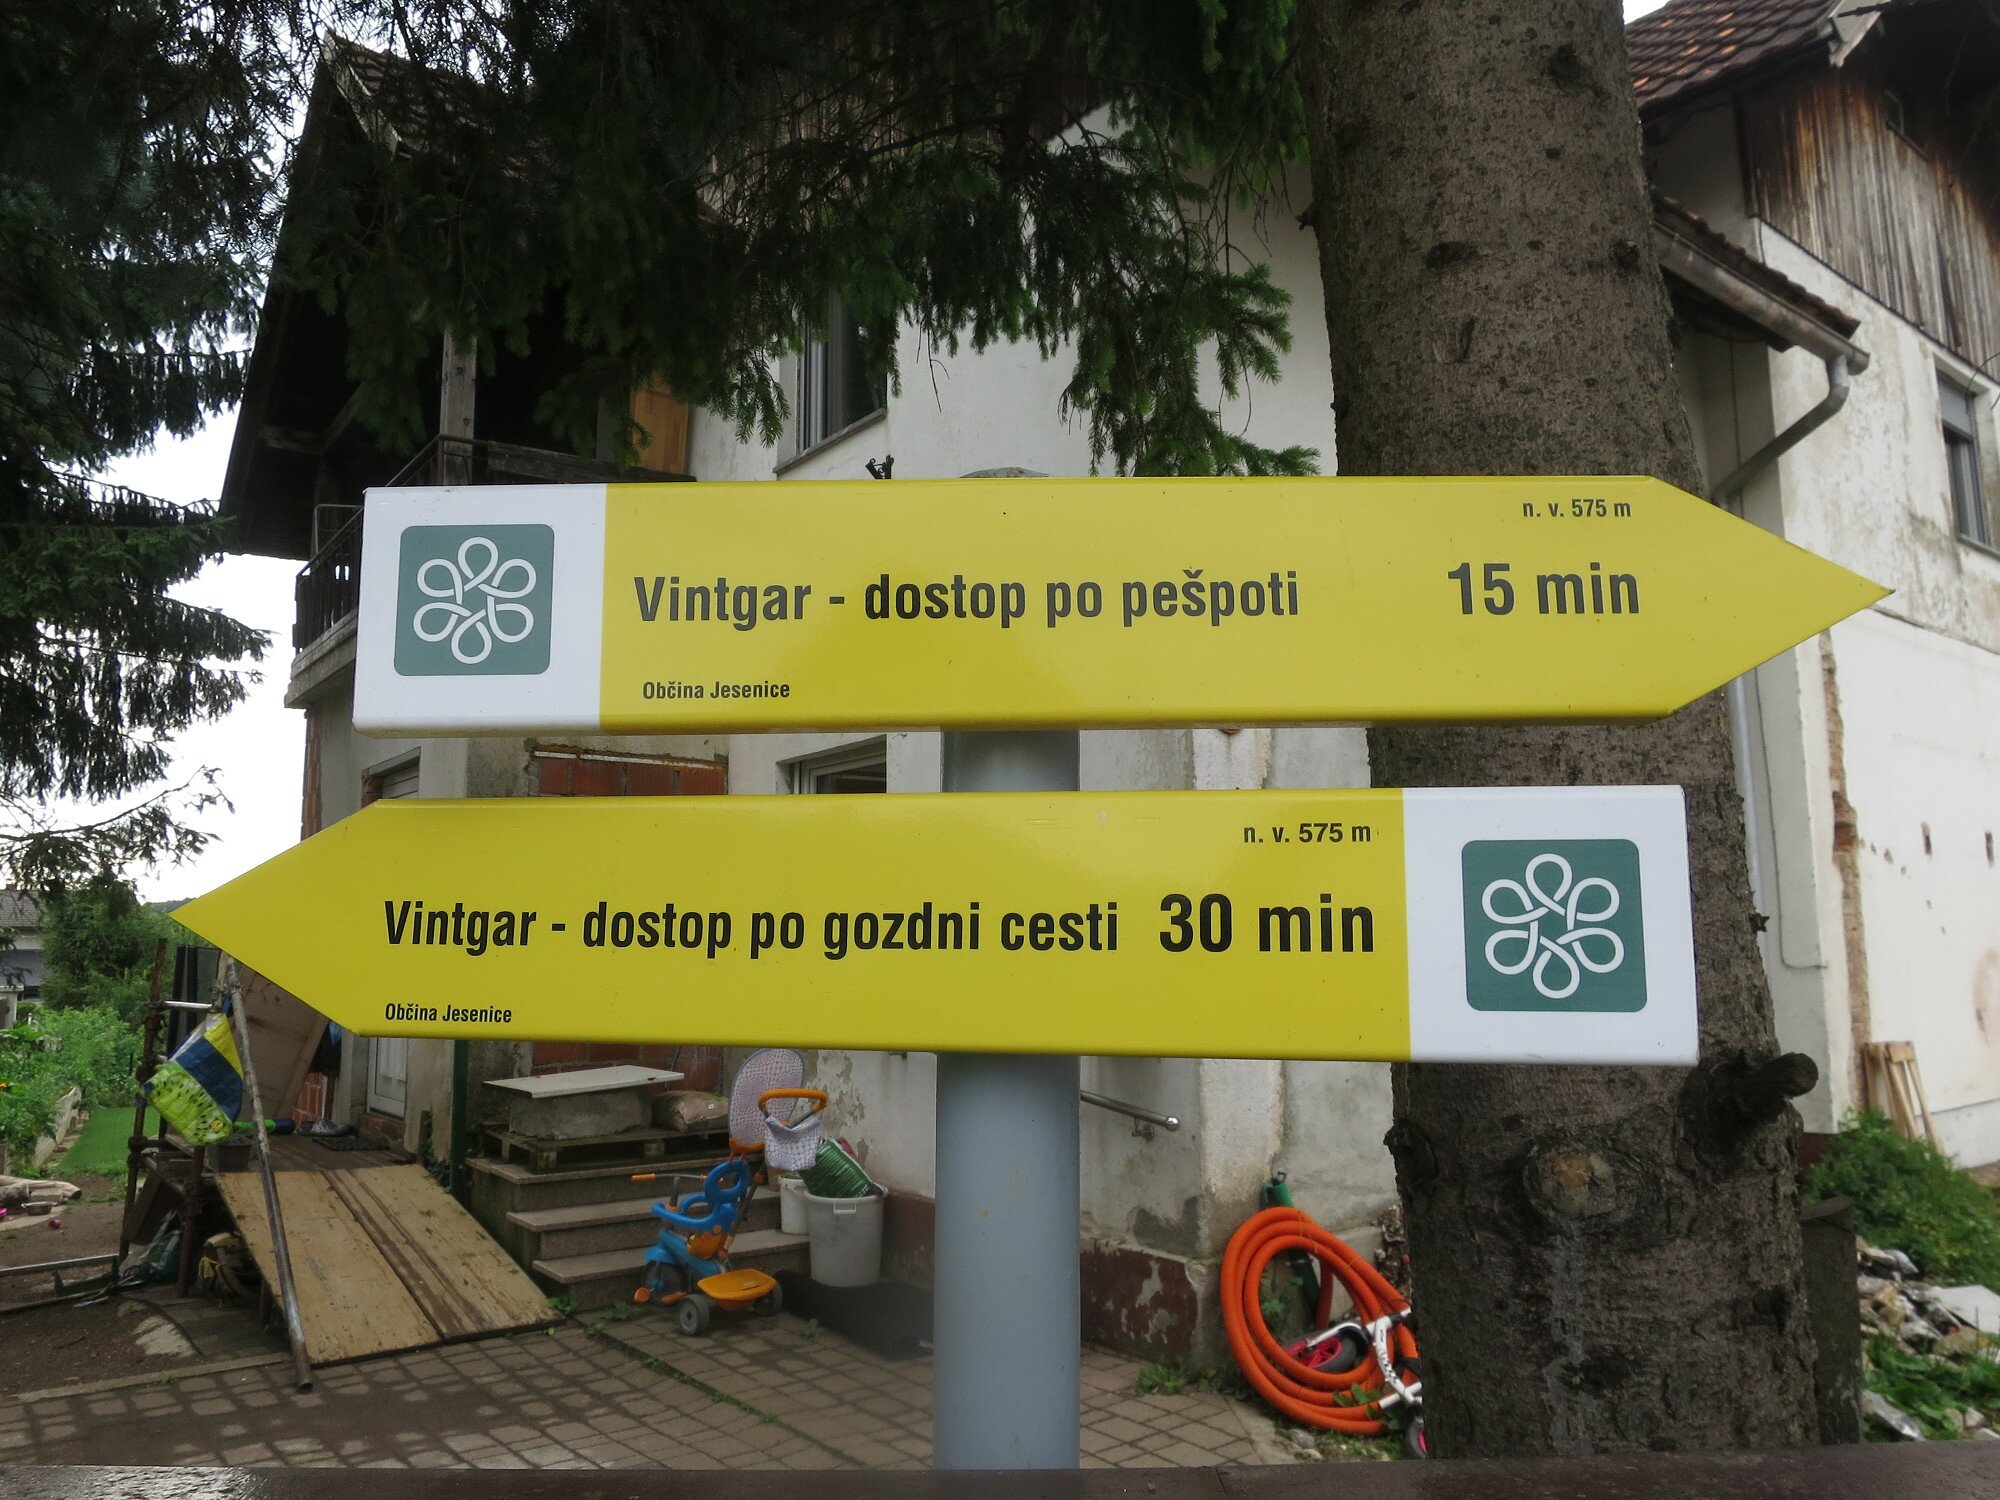 n. v. 575 m
Vintgar - dostop po pešpoti 15 min
Občina Jesenice
n. v. 575 m
Vintgar - dostop po gozdni cesti 30 min
Občina Jesenice